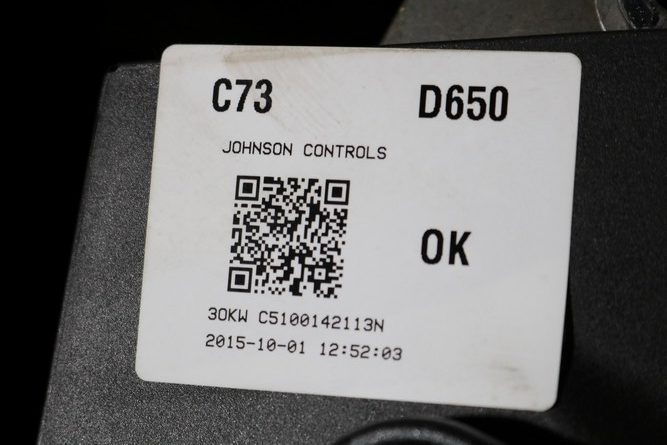 C73 D650
JOHNSON CONTROLS
OK
30KW C5100142113N
2015-10-01 12:52:03